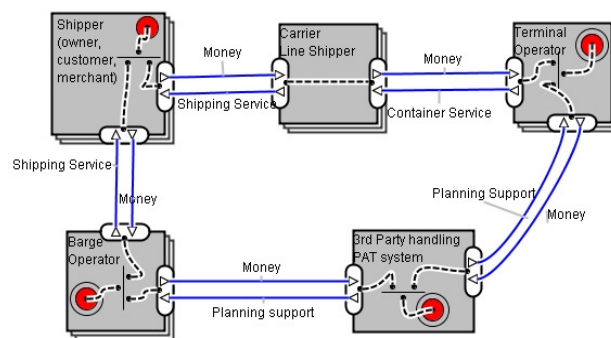 Shipper
(owner,
customer,
merchant)
Money
Shipping Service
Carrier
Line Shipper
Money
Container Service
Terminal
Operator
Shipping Service
Money
Planning Support
Money
Barge
Operator
Money
Planning support
3rd Party handling
PAT system